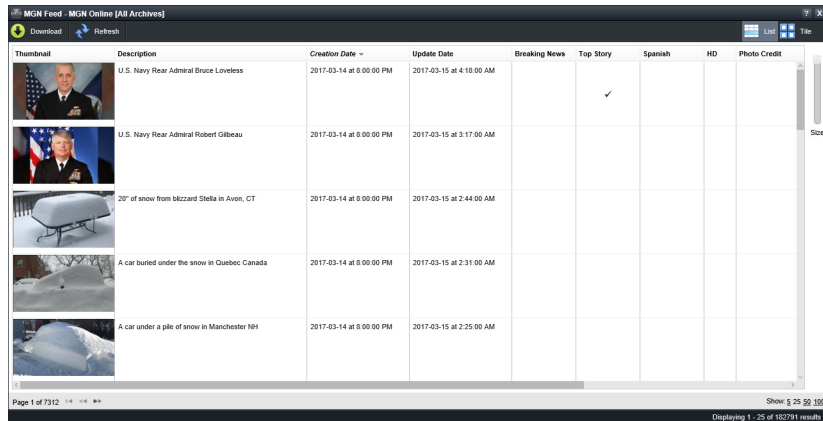 MGN Feed - MGN Online [All Archives] ? X
Download Refresh List Tile
Thumbnail Description Creation Date Update Date Breaking News Top Story Spanish HD Photo Credit
U.S. Navy Rear Admiral Bruce Loveless 2017-03-14 at 8:00:00 PM 2017-03-15 at 4:18:00 AM ✓
Size
U.S. Navy Rear Admiral Robert Gilbeau 2017-03-14 at 8:00:00 PM 2017-03-15 at 3:17:00 AM
20" of snow from blizzard Stella in Avon, CT 2017-03-14 at 8:00:00 PM 2017-03-15 at 2:44:00 AM
A car buried under the snow in Quebec Canada 2017-03-14 at 8:00:00 PM 2017-03-15 at 2:31:00 AM
A car under a pile of snow in Manchester NH 2017-03-14 at 8:00:00 PM 2017-03-15 at 2:25:00 AM
Page 1 of 7312 Show: 5 25 50 100
Displaying 1 - 25 of 182791 results